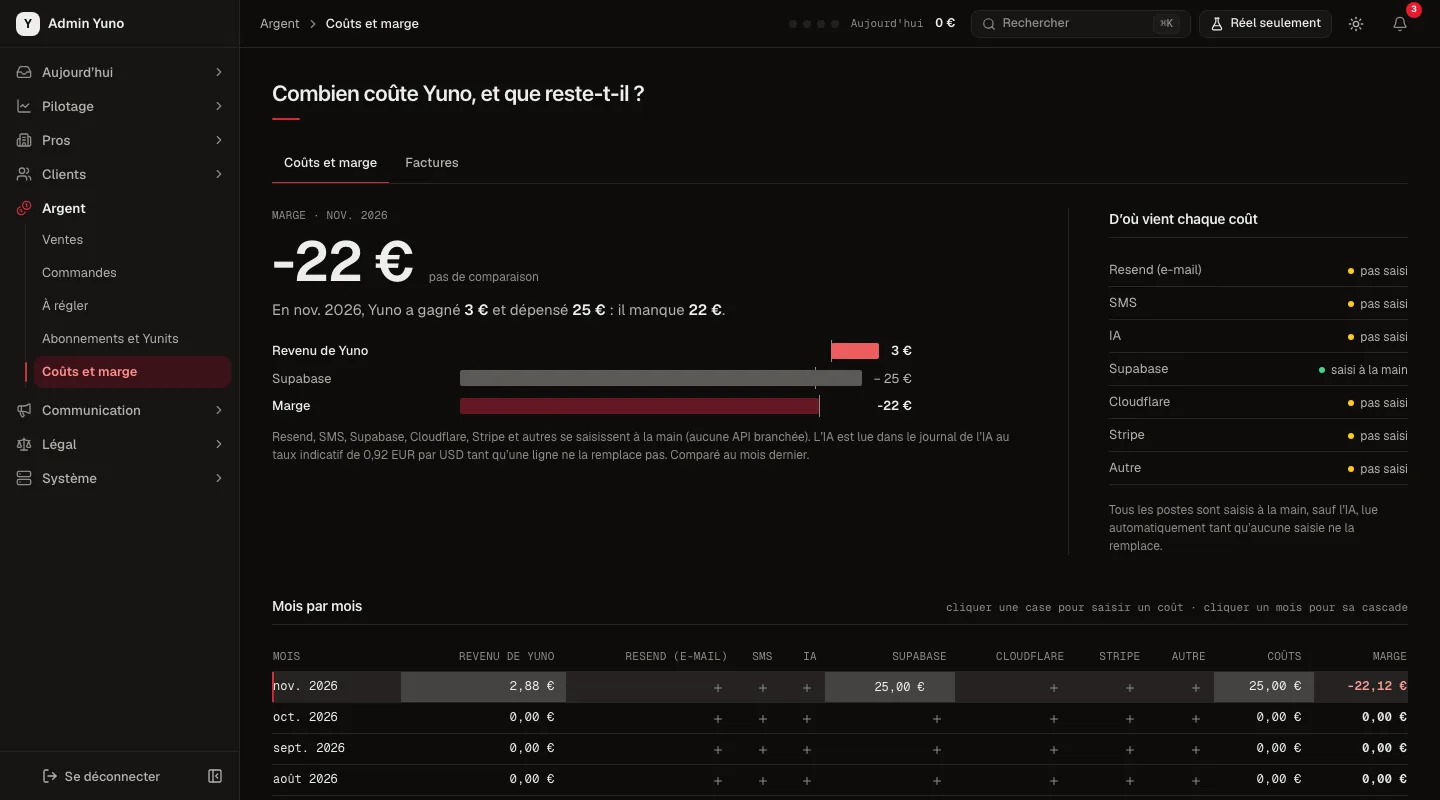 Y Admin Yuno
Argent > Coûts et marge
Aujourd'hui 0 €
Rechercher ⌘K
Réel seulement
3
Aujourd'hui
Pilotage
Pros
Clients
Argent
Ventes
Commandes
À régler
Abonnements et Yunits
Coûts et marge
Communication
Légal
Système
Se déconnecter
Combien coûte Yuno, et que reste-t-il ?
Coûts et marge Factures
MARGE · NOV. 2026
-22 € pas de comparaison
En nov. 2026, Yuno a gagné 3 € et dépensé 25 € : il manque 22 €.
Revenu de Yuno 3 €
Supabase − 25 €
Marge -22 €
Resend, SMS, Supabase, Cloudflare, Stripe et autres se saisissent à la main (aucune API branchée). L'IA est lue dans le journal de l'IA au
taux indicatif de 0,92 EUR par USD tant qu'une ligne ne la remplace pas. Comparé au mois dernier.
D'où vient chaque coût
Resend (e-mail) pas saisi
SMS pas saisi
IA pas saisi
Supabase saisi à la main
Cloudflare pas saisi
Stripe pas saisi
Autre pas saisi
Tous les postes sont saisis à la main, sauf l'IA, lue
automatiquement tant qu'aucune saisie ne la
remplace.
Mois par mois cliquer une case pour saisir un coût · cliquer un mois pour sa cascade
MOIS REVENU DE YUNO RESEND (E-MAIL) SMS IA SUPABASE CLOUDFLARE STRIPE AUTRE COÛTS MARGE
nov. 2026 2,88 € + + + 25,00 € + + + 25,00 € -22,12 €
oct. 2026 0,00 € + + + + + + + 0,00 € 0,00 €
sept. 2026 0,00 € + + + + + + + 0,00 € 0,00 €
août 2026 0,00 € + + + + + + + 0,00 € 0,00 €